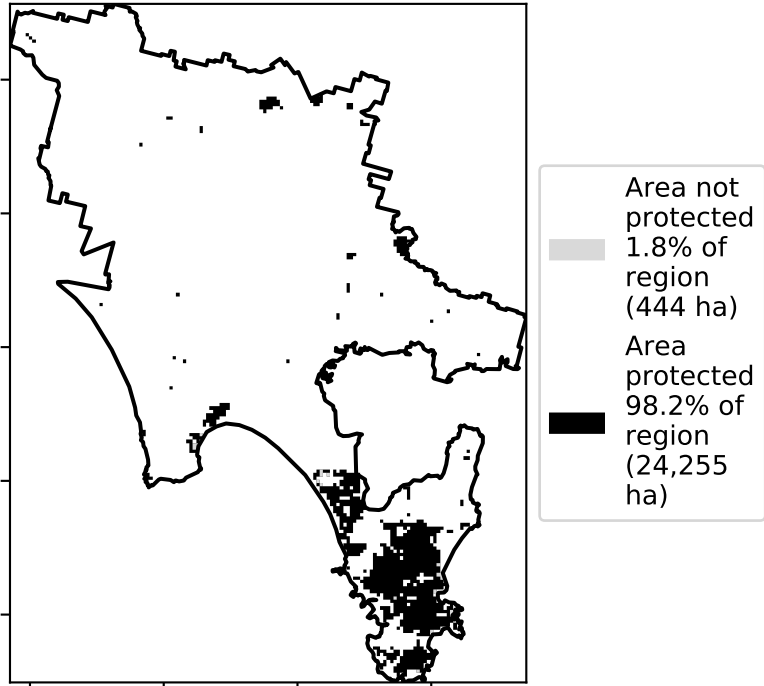 Area not
protected
1.8% of
region
(444 ha)
Area
protected
98.2% of
region
(24,255
ha)